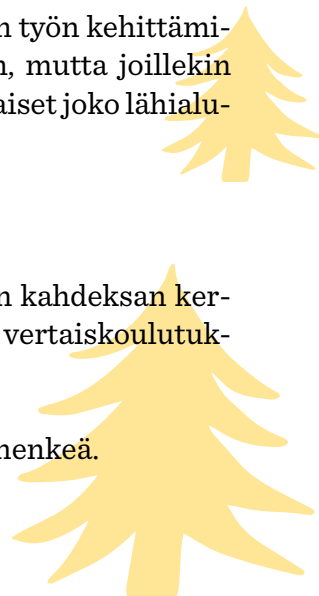 n työn kehittämi-
n, mutta joillekin
aiset joko lähialu-
n kahdeksan ker-
vertaiskoulutuk-
henkeä.